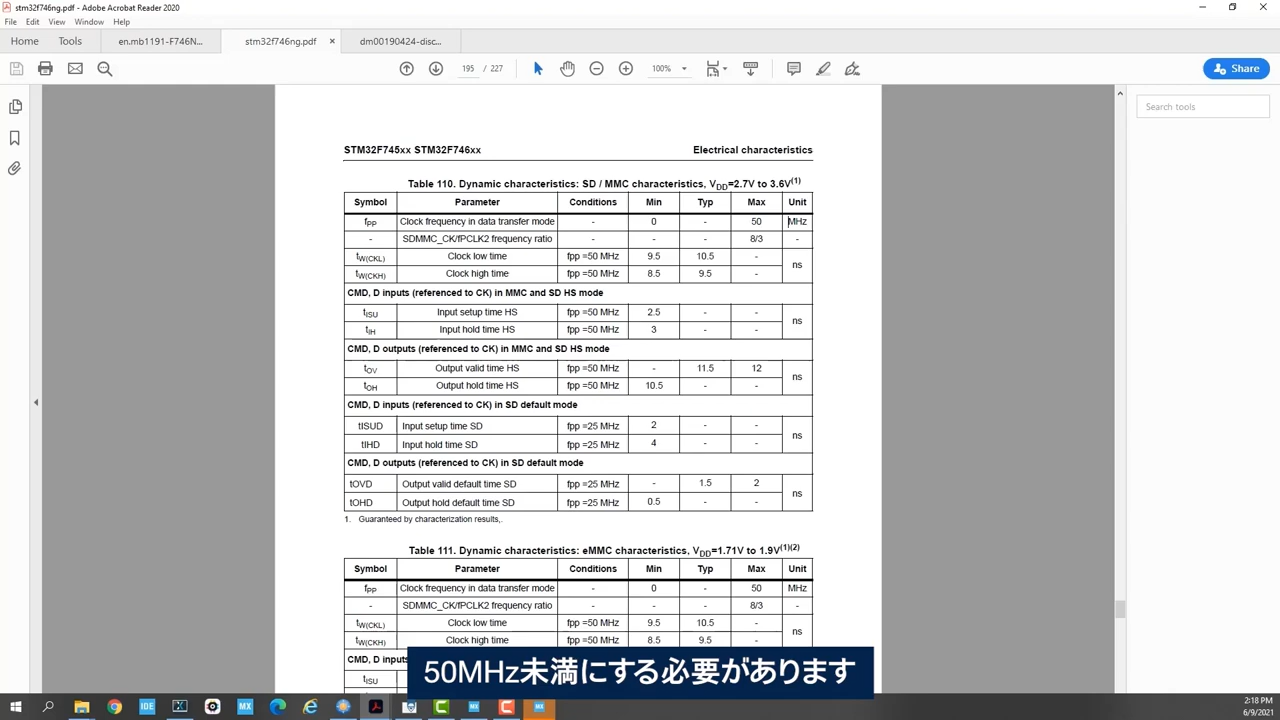 stm32f746ng.pdf - Adobe Acrobat Reader 2020
File Edit View Window Help
Home Tools en.mb1191-F746N... stm32f746ng.pdf × dm00190424-disc...
195 / 227 100% Share
Search tools
STM32F745xx STM32F746xx Electrical characteristics
Table 110. Dynamic characteristics: SD / MMC characteristics, VDD=2.7V to 3.6V(1)
Symbol Parameter Conditions Min Typ Max Unit
fPP Clock frequency in data transfer mode - 0 - 50 MHz
- SDMMC_CK/fPCLK2 frequency ratio - - - 8/3 -
tW(CKL) Clock low time fpp =50 MHz 9.5 10.5 - ns
tW(CKH) Clock high time fpp =50 MHz 8.5 9.5 -
CMD, D inputs (referenced to CK) in MMC and SD HS mode
tISU Input setup time HS fpp =50 MHz 2.5 - - ns
tIH Input hold time HS fpp =50 MHz 3 - -
CMD, D outputs (referenced to CK) in MMC and SD HS mode
tOV Output valid time HS fpp =50 MHz - 11.5 12 ns
tOH Output hold time HS fpp =50 MHz 10.5 - -
CMD, D inputs (referenced to CK) in SD default mode
tISUD Input setup time SD fpp =25 MHz 2 - - ns
tIHD Input hold time SD fpp =25 MHz 4 - -
CMD, D outputs (referenced to CK) in SD default mode
tOVD Output valid default time SD fpp =25 MHz - 1.5 2 ns
tOHD Output hold default time SD fpp =25 MHz 0.5 - -
1. Guaranteed by characterization results,.
Table 111. Dynamic characteristics: eMMC characteristics, VDD=1.71V to 1.9V(1)(2)
Symbol Parameter Conditions Min Typ Max Unit
fPP Clock frequency in data transfer mode - 0 - 50 MHz
- SDMMC_CK/fPCLK2 frequency ratio - - - 8/3 -
tW(CKL) Clock low time fpp =50 MHz 9.5 10.5 - ns
tW(CKH) Clock high time fpp =50 MHz 8.5 9.5 -
CMD, D inputs
tISU
50MHz未満にする必要があります
IDE MX MX MX
2:18 PM
6/9/2021